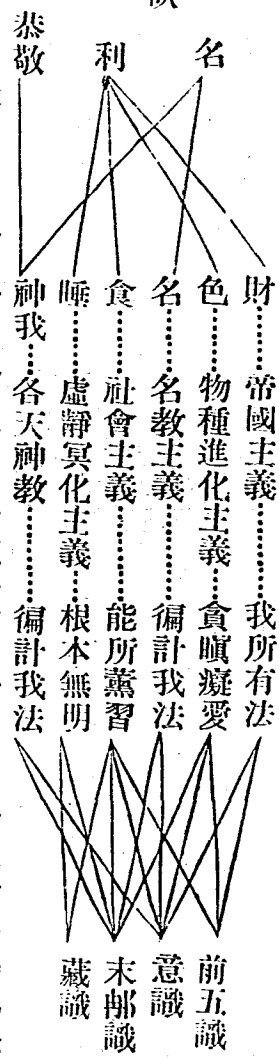 名
利
恭敬
財……帝國主義………我所有法
色……物種進化主義……貪瞋癡愛
名……名教主義………徧計我法
食……社會主義………能所薰習
睡……虛靜冥化主義……根本無明
神我……各天神教………徧計我法
前五識
意識
末那識
藏識